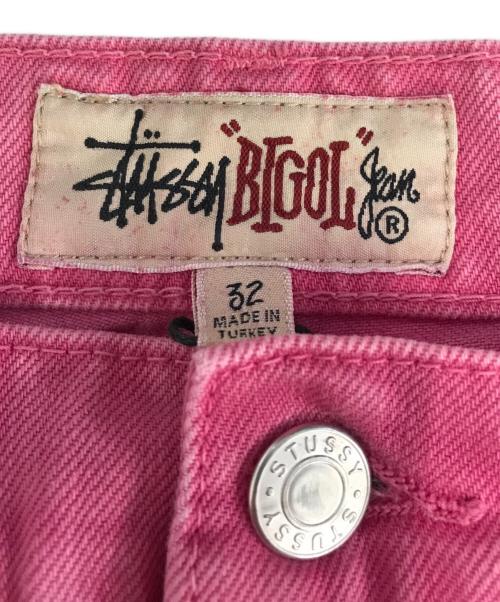 Stüssy "BIGOL" Jean ®
32
MADE IN
TURKEY
STUSSY • STUSSY •